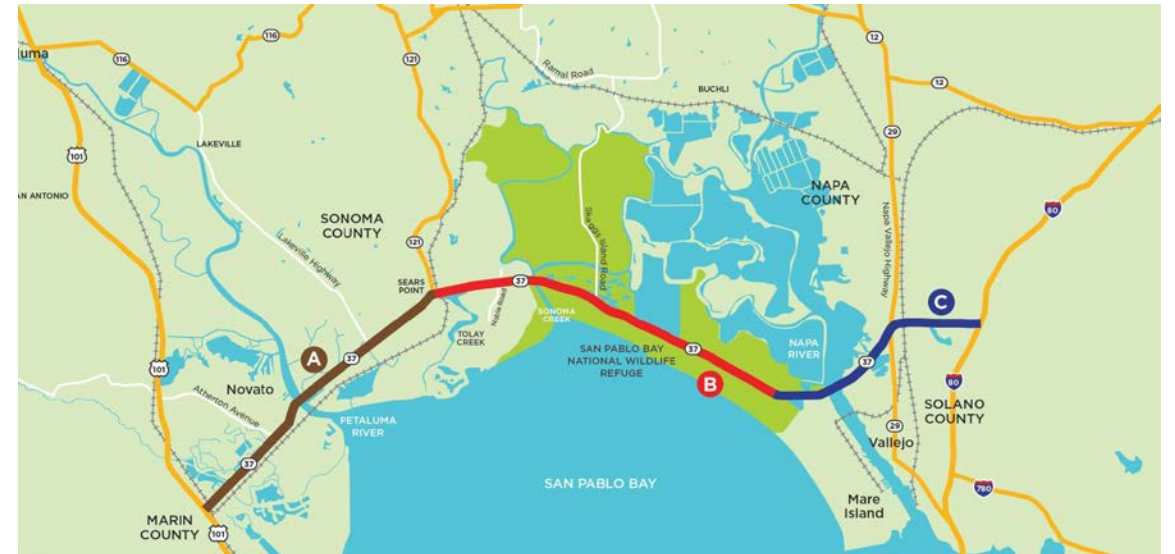 116
116
luma
121
12
Ramal Road
12
BUCHLI
29
101
LAKEVILLE
AN ANTONIO
NAPA
COUNTY
80
SONOMA
COUNTY
Skaggs Island Road
Napa Vallejo Highway
Lakeville Highway
121
SEARS
POINT
37
Noble Road
SONOMA
CREEK
C
TOLAY
CREEK
NAPA
RIVER
A
37
37
SAN PABLO BAY
NATIONAL WILDLIFE
REFUGE
37
B
101
Novato
Atherton Avenue
80
SOLANO
COUNTY
PETALUMA
RIVER
29
Vallejo
37
SAN PABLO BAY
780
Mare
Island
MARIN
COUNTY
101